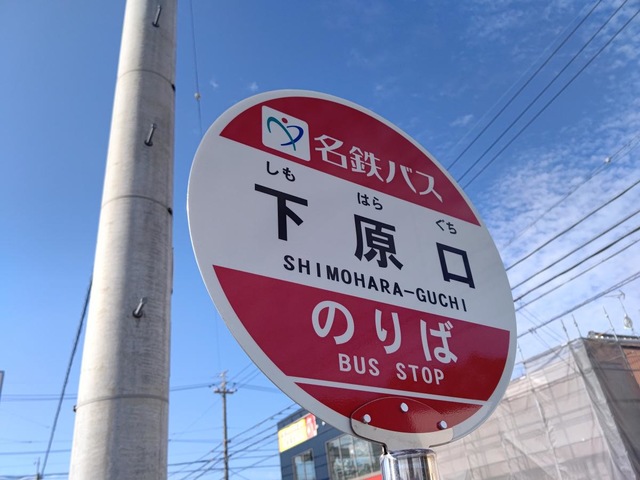 名鉄バス
しも はら ぐち
下原口
SHIMOHARA-GUCHI
のりば
BUS STOP